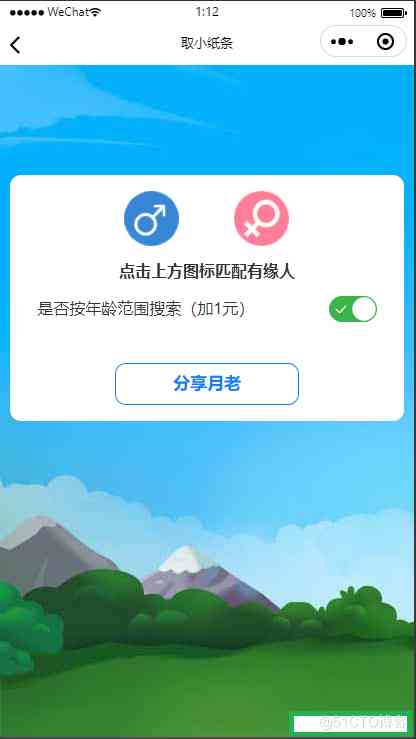 WeChat
1:12
100%
取小纸条
点击上方图标匹配有缘人
是否按年龄范围搜索（加1元）
分享月老
@51CTO博客